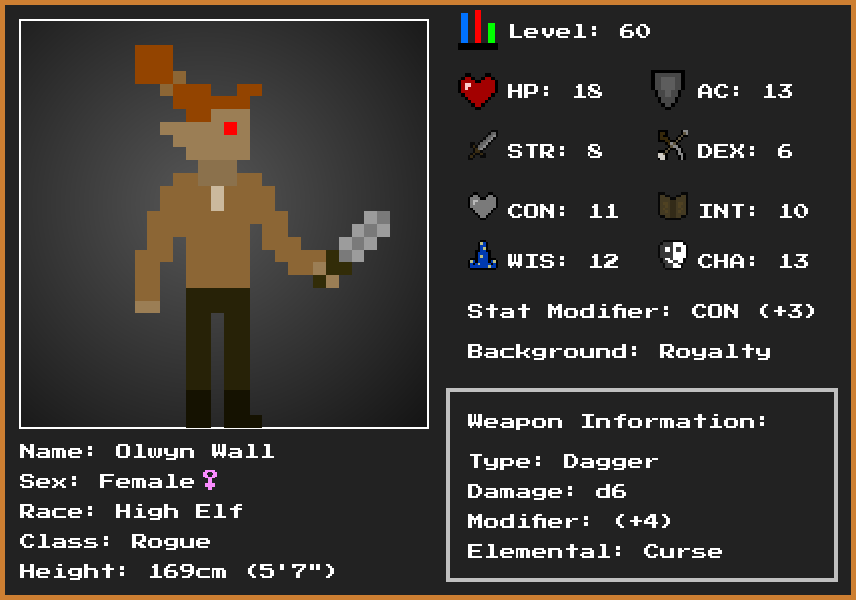 Level: 60
HP: 18 AC: 13
STR: 8 DEX: 6
CON: 11 INT: 10
WIS: 12 CHA: 13
Stat Modifier: CON (+3)
Background: Royalty
Weapon Information:
Type: Dagger
Damage: d6
Modifier: (+4)
Elemental: Curse
Name: Olwyn Wall
Sex: Female♀
Race: High Elf
Class: Rogue
Height: 169cm (5'7")